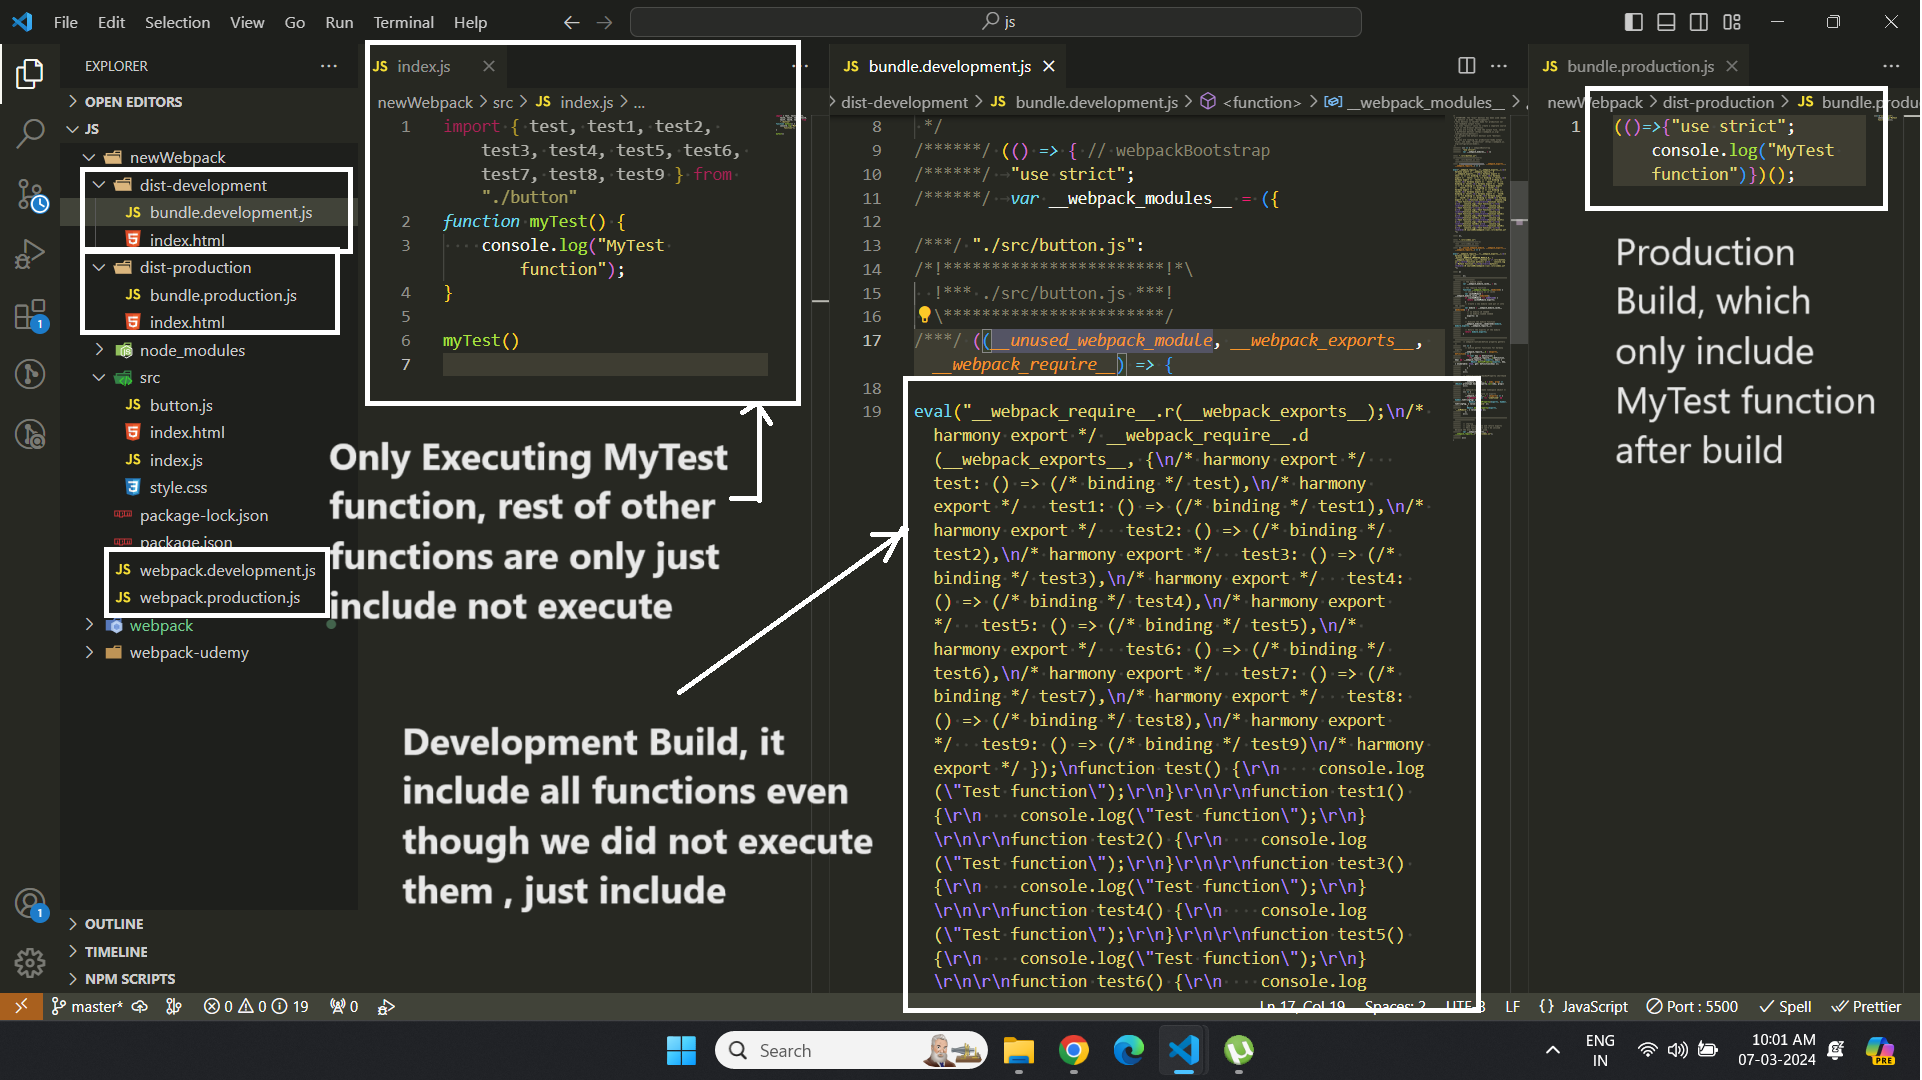 File Edit Selection View Go Run Terminal Help
js
EXPLORER
OPEN EDITORS
JS
newWebpack
dist-development
JS bundle.development.js
index.html
dist-production
JS bundle.production.js
index.html
node_modules
src
JS button.js
index.html
JS index.js
style.css
package-lock.json
package.json
JS webpack.development.js
JS webpack.production.js
webpack
webpack-udemy
OUTLINE
TIMELINE
NPM SCRIPTS
1
1
JS index.js
newWebpack > src > JS index.js > ...
1 import { test, test1, test2,
test3, test4, test5, test6,
test7, test8, test9 } from
"./button"
2 function myTest() {
3 console.log("MyTest
function");
4 }
5
6 myTest()
7
Only Executing MyTest
function, rest of other
functions are only just
include not execute
Development Build, it
include all functions even
though we did not execute
them , just include
JS bundle.development.js
> dist-development > JS bundle.development.js > <function> > __webpack_modules__ >
8 */
9 /******/ (() => { // webpackBootstrap
10 /******/ "use strict";
11 /******/ var __webpack_modules__ = ({
12
13 /***/ "./src/button.js":
14 /*!***********************!*\
15 !*** ./src/button.js ***!
16 \***********************/
17 /***/ ((__unused_webpack_module, __webpack_exports__,
__webpack_require__) => {
18
19 eval("__webpack_require__.r(__webpack_exports__);\n/*
harmony export */ __webpack_require__.d
(__webpack_exports__, {\n/* harmony export */
test: () => (/* binding */ test),\n/* harmony
export */ test1: () => (/* binding */ test1),\n/*
harmony export */ test2: () => (/* binding */
test2),\n/* harmony export */ test3: () => (/*
binding */ test3),\n/* harmony export */ test4:
() => (/* binding */ test4),\n/* harmony export
*/ test5: () => (/* binding */ test5),\n/*
harmony export */ test6: () => (/* binding */
test6),\n/* harmony export */ test7: () => (/*
binding */ test7),\n/* harmony export */ test8:
() => (/* binding */ test8),\n/* harmony export
*/ test9: () => (/* binding */ test9)\n/* harmony
export */ });\nfunction test() {\r\n console.log
(\"Test function\");\r\n}\r\n\r\nfunction test1()
{\r\n console.log(\"Test function\");\r\n}
\r\n\r\nfunction test2() {\r\n console.log
(\"Test function\");\r\n}\r\n\r\nfunction test3()
{\r\n console.log(\"Test function\");\r\n}
\r\n\r\nfunction test4() {\r\n console.log
(\"Test function\");\r\n}\r\n\r\nfunction test5()
{\r\n console.log(\"Test function\");\r\n}
\r\n\r\nfunction test6() {\r\n console.log
JS bundle.production.js
newWebpack > dist-production > JS bundle.produ
1 (()=>{"use strict";
console.log("MyTest
function")})();
Production
Build, which
only include
MyTest function
after build
master* 0 0 19 0
Ln 17, Col 19 Spaces: 2 UTF-8 LF {} JavaScript Port : 5500 Spell Prettier
Search
ENG
IN
10:01 AM
07-03-2024
PRE